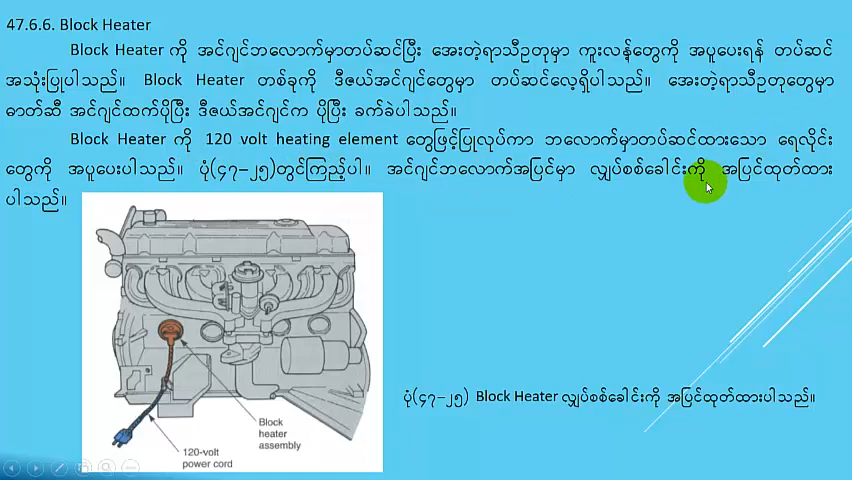 47.6.6. Block Heater
Block Heater ကို အင်ဂျင်ဘလောက်မှာတပ်ဆင်ပြီး အေးတဲ့ရာသီဥတုမှာ ကူးလန့်တွေကို အပူပေးရန် တပ်ဆင်
အသုံးပြုပါသည်။ Block Heater တစ်ခုကို ဒီဇယ်အင်ဂျင်တွေမှာ တပ်ဆင်လေ့ရှိပါသည်။ အေးတဲ့ရာသီဥတုတွေမှာ
ဓာတ်ဆီ အင်ဂျင်ထက်ပိုပြီး ဒီဇယ်အင်ဂျင်က ပိုပြီး ခက်ခဲပါသည်။
Block Heater ကို 120 volt heating element တွေဖြင့်ပြုလုပ်ကာ ဘလောက်မှာတပ်ဆင်ထားသော ရေလိုင်း
တွေကို အပူပေးပါသည်။ ပုံ(၄၇–၂၅)တွင်ကြည့်ပါ။ အင်ဂျင်ဘလောက်အပြင်မှာ လျှပ်စစ်ခေါင်းကို အပြင်ထုတ်ထား
ပါသည်။
Block
heater
assembly
120-volt
power cord
ပုံ(၄၇–၂၅) Block Heater လျှပ်စစ်ခေါင်းကို အပြင်ထုတ်ထားပါသည်။